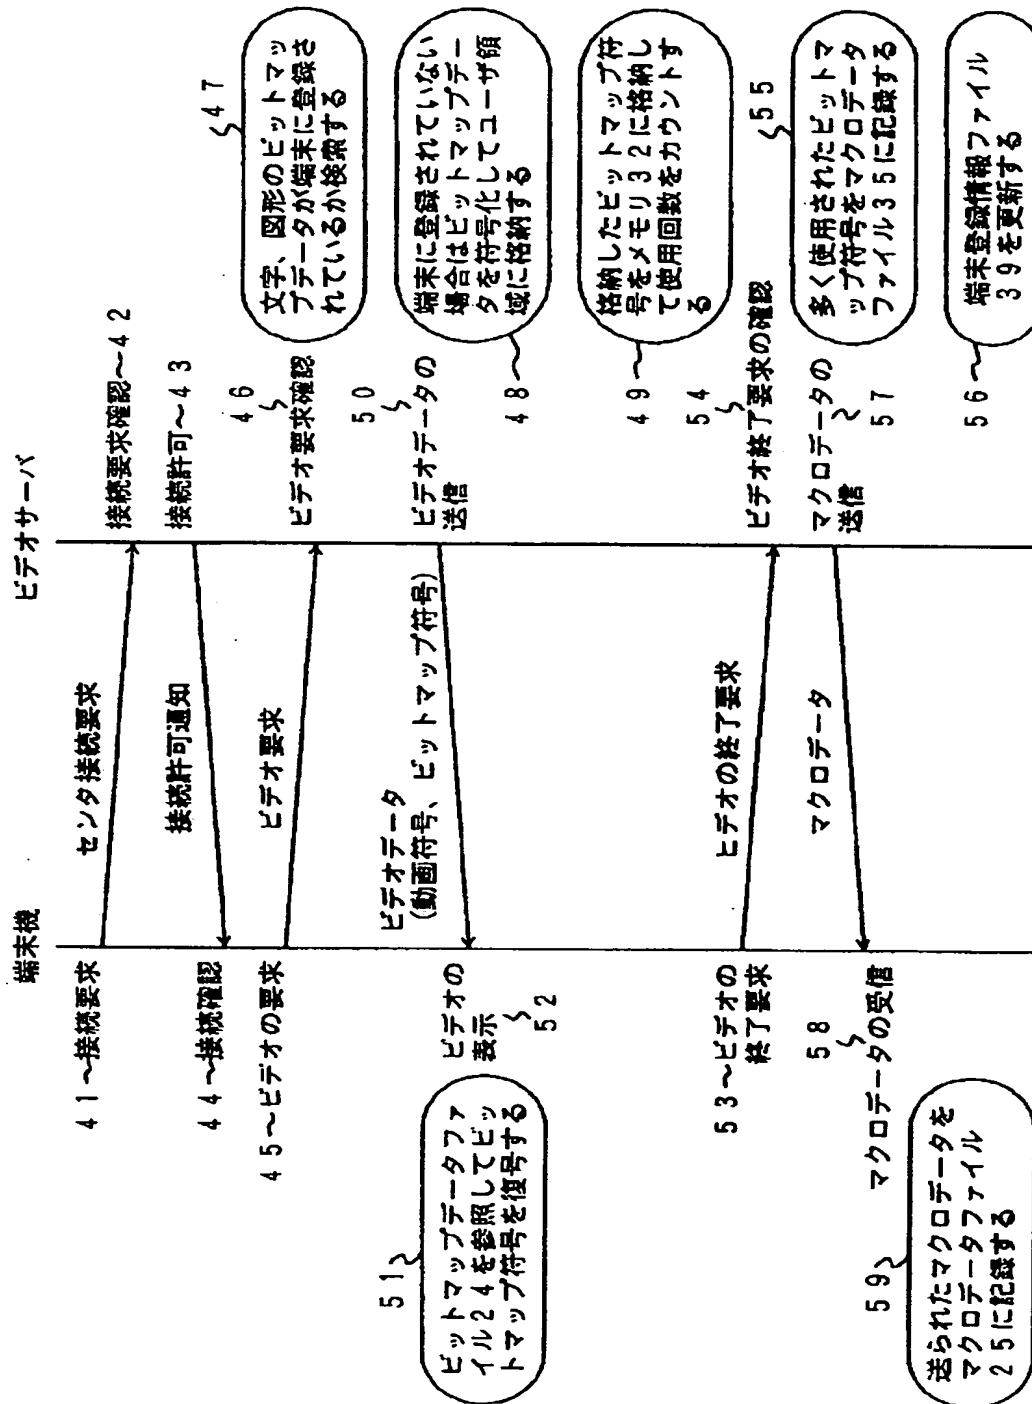 端末機
ビデオサーバ
41～接続要求
センタ接続要求
接続要求確認～42
接続許可～43
接続許可通知
44～接続確認
45～ビデオの要求
ビデオ要求
46
ビデオ要求確認
47
文字、図形のビットマッ
プデータが端末に登録さ
れているか検索する
端末に登録されていない
場合はビットマップデー
タを符号化してユーザ領
域に格納する
48
格納したビットマップ符
号をメモリ32に格納し
て使用回数をカウントす
る
49
50
ビデオデータの
送信
ビデオデータ
(動画符号、ビットマップ符号)
51
ビットマップデータファ
イル24を参照してビッ
トマップ符号を復号する
ビデオの
表示
52
53～ビデオの
終了要求
ビデオの終了要求
54
ビデオ終了要求の確認
55
多く使用されたビットマ
ップ符号をマクロデータ
ファイル35に記録する
56
端末登録情報ファイル
39を更新する
マクロデータの
送信
57
マクロデータ
58
マクロデータの受信
59
送られたマクロデータを
マクロデータファイル
25に記録する